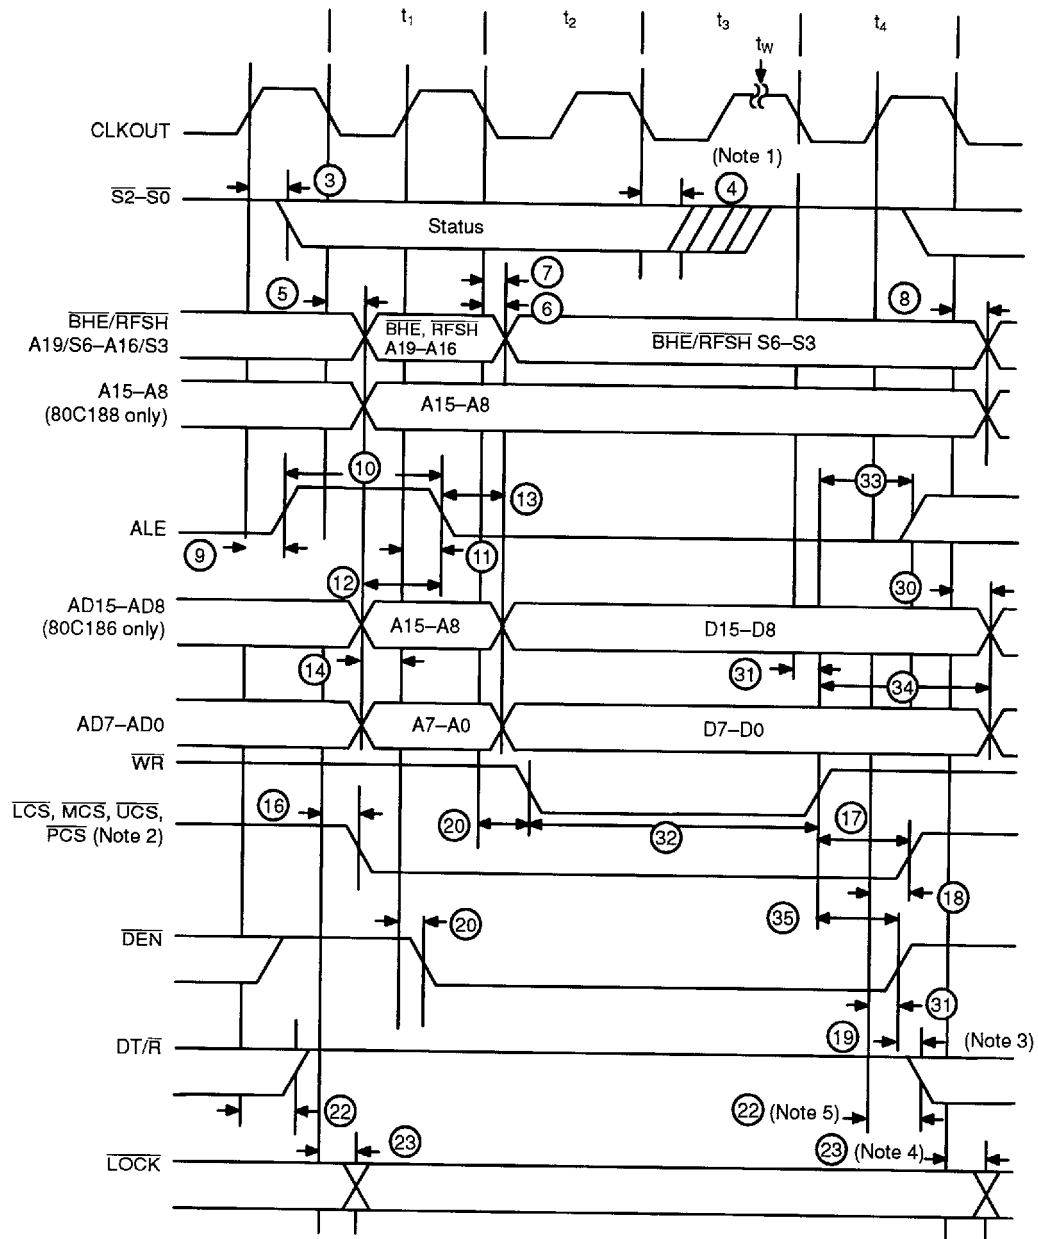 t1 t2 t3 t4
tW
CLKOUT
(Note 1)
3 4
S2–S0
Status
7
5 6 8
BHE/RFSH
A19/S6–A16/S3
BHE, RFSH
A19–A16
BHE/RFSH S6–S3
A15–A8
(80C188 only)
A15–A8
10 33
13
ALE
9 11
12 30
AD15–AD8
(80C186 only)
A15–A8
D15–D8
14 31 34
AD7–AD0
A7–A0
D7–D0
WR
LCS, MCS, UCS,
PCS (Note 2)
16 20 32 17
18
20 35
DEN
31
19 (Note 3)
DT/R
22 22 (Note 5)
23 23 (Note 4)
LOCK